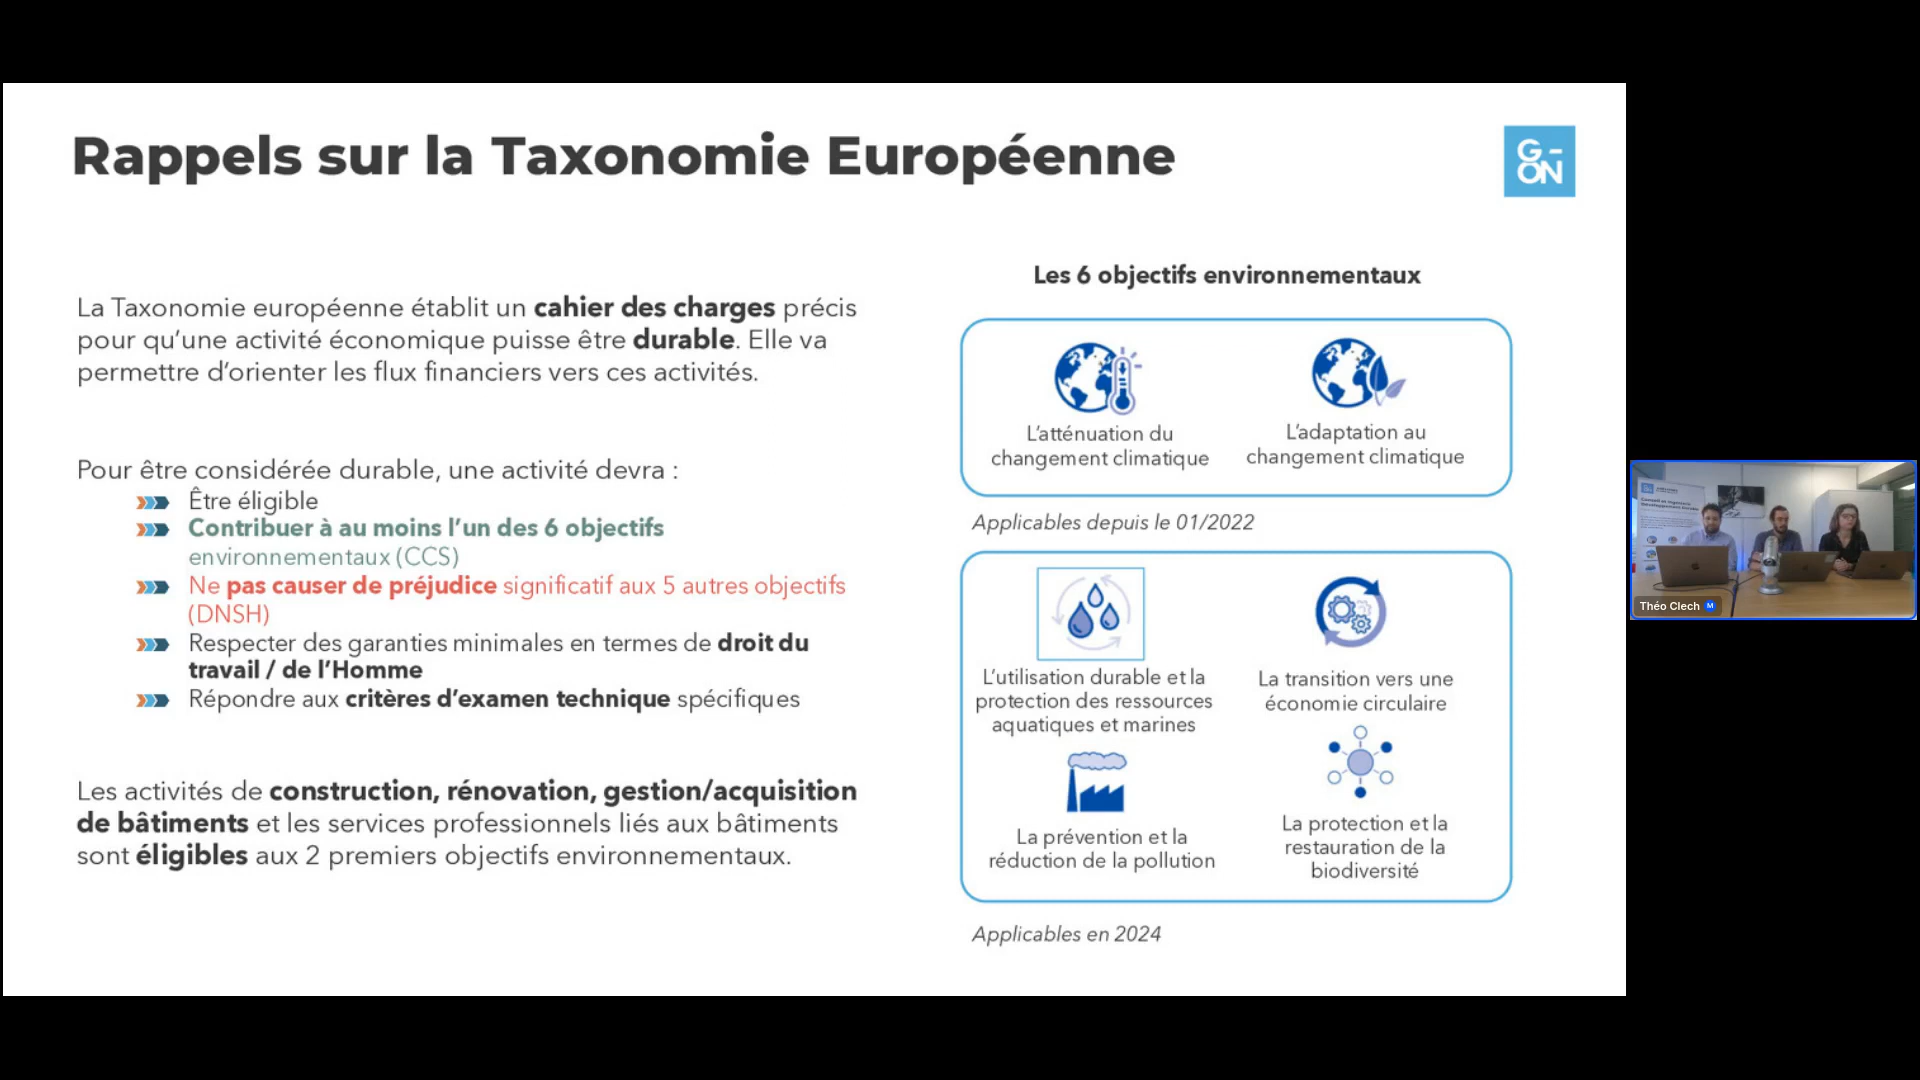 Rappels sur la Taxonomie Européenne
G-
ON
La Taxonomie européenne établit un cahier des charges précis
pour qu'une activité économique puisse être durable. Elle va
permettre d'orienter les flux financiers vers ces activités.
Pour être considérée durable, une activité devra :
Être éligible
Contribuer à au moins l'un des 6 objectifs
environnementaux (CCS)
Ne pas causer de préjudice significatif aux 5 autres objectifs
(DNSH)
Respecter des garanties minimales en termes de droit du
travail / de l'Homme
Répondre aux critères d'examen technique spécifiques
Les activités de construction, rénovation, gestion/acquisition
de bâtiments et les services professionnels liés aux bâtiments
sont éligibles aux 2 premiers objectifs environnementaux.
Les 6 objectifs environnementaux
L'atténuation du
changement climatique
L'adaptation au
changement climatique
Applicables depuis le 01/2022
L'utilisation durable et la
protection des ressources
aquatiques et marines
La transition vers une
économie circulaire
La prévention et la
réduction de la pollution
La protection et la
restauration de la
biodiversité
Applicables en 2024
Théo Clech M